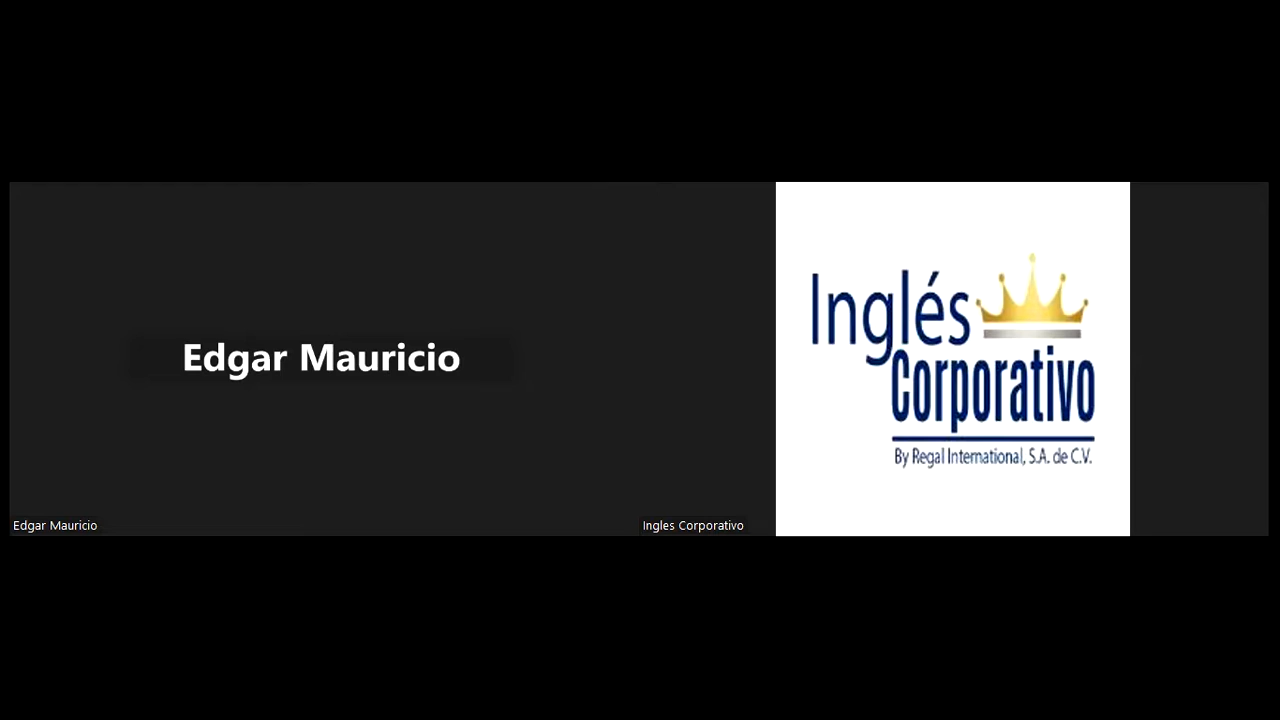 Edgar Mauricio
Edgar Mauricio
Inglés
Corporativo
By Regal International, S.A. de C.V.
Ingles Corporativo